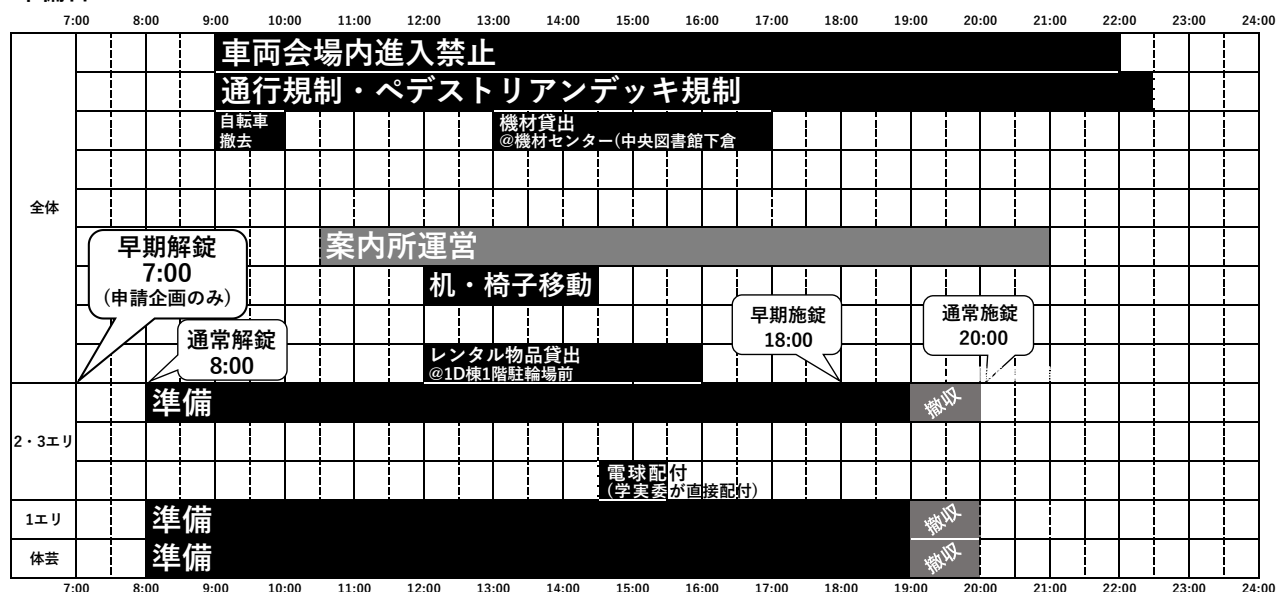 7:00 8:00 9:00 10:00 11:00 12:00 13:00 14:00 15:00 16:00 17:00 18:00 19:00 20:00 21:00 22:00 23:00 24:00
車両会場内進入禁止
通行規制・ペデストリアンデッキ規制
自転車
撤去
機材貸出
@機材センター(中央図書館下倉
全体
早期解錠
7:00
(申請企画のみ)
案内所運営
机・椅子移動
通常解錠
8:00
早期施錠
18:00
通常施錠
20:00
レンタル物品貸出
@1D棟1階駐輪場前
準備
撤収
2・3エリ
電球配付
(学実委が直接配付)
1エリ
準備
撤収
体芸
準備
撤収
7:00 8:00 9:00 10:00 11:00 12:00 13:00 14:00 15:00 16:00 17:00 18:00 19:00 20:00 21:00 22:00 23:00 24:00